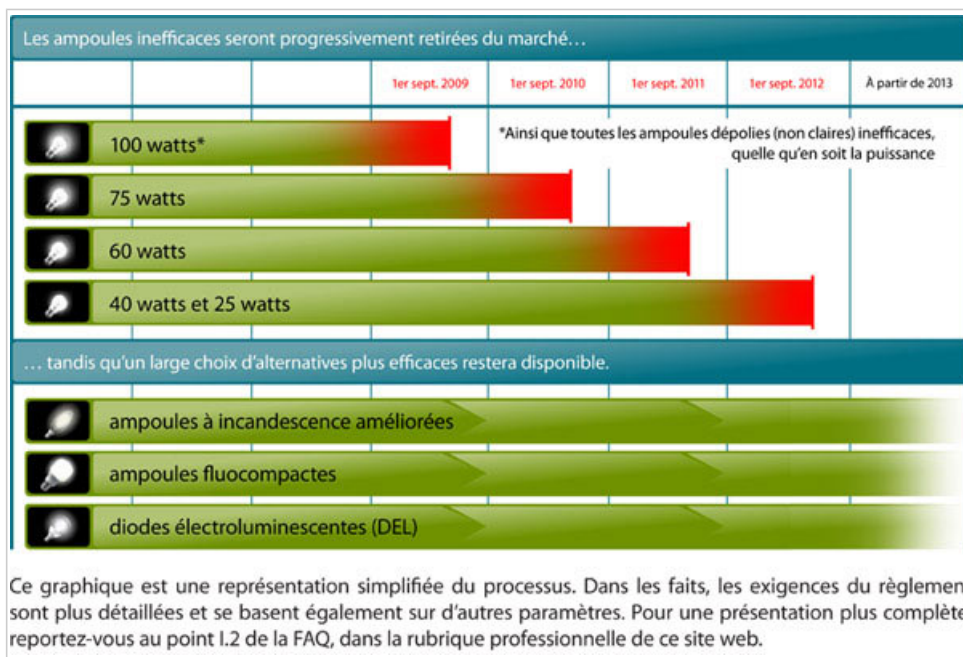 Les ampoules inefficaces seront progressivement retirées du marché…
1er sept. 2009 1er sept. 2010 1er sept. 2011 1er sept. 2012 À partir de 2013
100 watts*
*Ainsi que toutes les ampoules dépolies (non claires) inefficaces,
quelle qu'en soit la puissance
75 watts
60 watts
40 watts et 25 watts
… tandis qu'un large choix d'alternatives plus efficaces restera disponible.
ampoules à incandescence améliorées
ampoules fluocompactes
diodes électroluminescentes (DEL)
Ce graphique est une représentation simplifiée du processus. Dans les faits, les exigences du règlemen
sont plus détaillées et se basent également sur d'autres paramètres. Pour une présentation plus complète
reportez-vous au point I.2 de la FAQ, dans la rubrique professionnelle de ce site web.